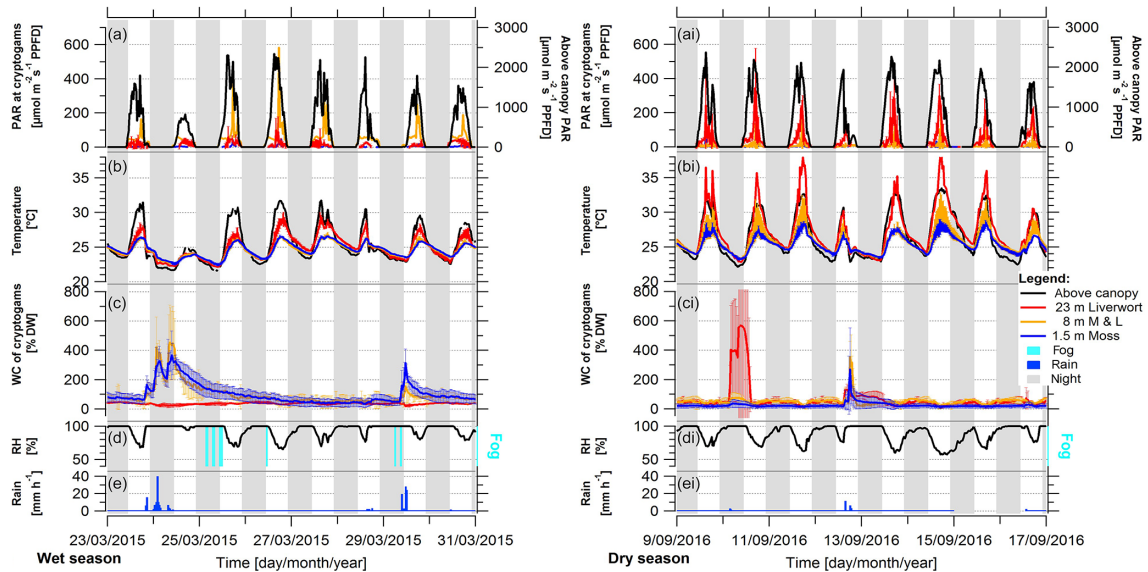 (a)
PAR at cryptogams
[µmol m⁻² s⁻¹ PPFD]
600
400
200
0
3000
2000
1000
0
Above canopy PAR
[µmol m⁻² s⁻¹ PPFD]
(b)
Temperature
[°C]
35
30
25
20
(c)
WC of cryptogams
[% DW]
800
600
400
200
0
(d)
RH
[%]
100
50
Fog
(e)
Rain
[mm h⁻¹]
40
20
0
23/03/2015
25/03/2015
27/03/2015
29/03/2015
31/03/2015
Wet season
Time [day/month/year]
(ai)
PAR at cryptogams
[µmol m⁻² s⁻¹ PPFD]
600
400
200
0
3000
2000
1000
0
Above canopy PAR
[µmol m⁻² s⁻¹ PPFD]
(bi)
Temperature
[°C]
35
30
25
20
Legend:
Above canopy
23 m Liverwort
8 m M & L
1.5 m Moss
Fog
Rain
Night
(ci)
WC of cryptogams
[% DW]
800
600
400
200
0
(di)
RH
[%]
100
50
Fog
(ei)
Rain
[mm h⁻¹]
40
20
0
9/09/2016
11/09/2016
13/09/2016
15/09/2016
17/09/2016
Dry season
Time [day/month/year]